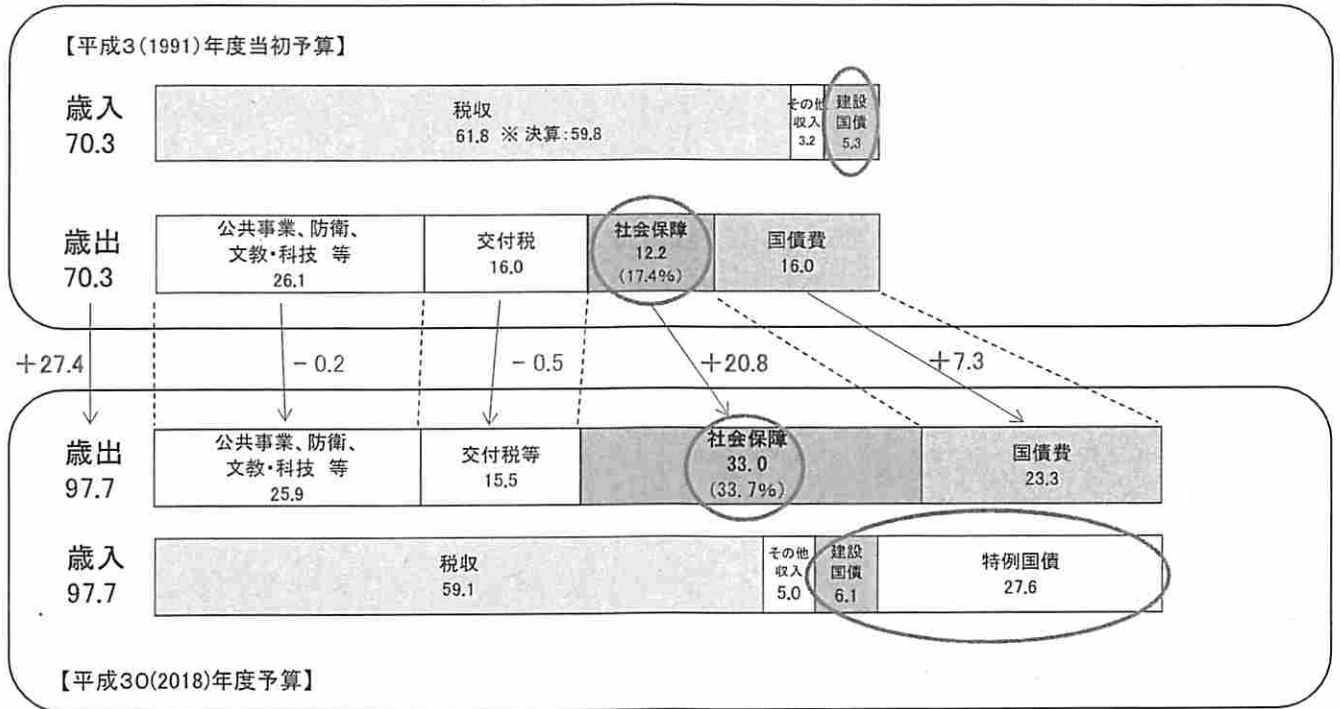 【平成3(1991)年度当初予算】
歳入
70.3
税収
61.8 ※ 決算:59.8
その他
収入
3.2
建設
国債
5.3
歳出
70.3
公共事業、防衛、
文教・科技 等
26.1
交付税
16.0
社会保障
12.2
(17.4%)
国債費
16.0
+27.4
- 0.2
- 0.5
+20.8
+7.3
歳出
97.7
公共事業、防衛、
文教・科技 等
25.9
交付税等
15.5
社会保障
33.0
(33.7%)
国債費
23.3
歳入
97.7
税収
59.1
その他
収入
5.0
建設
国債
6.1
特例国債
27.6
【平成30(2018)年度予算】